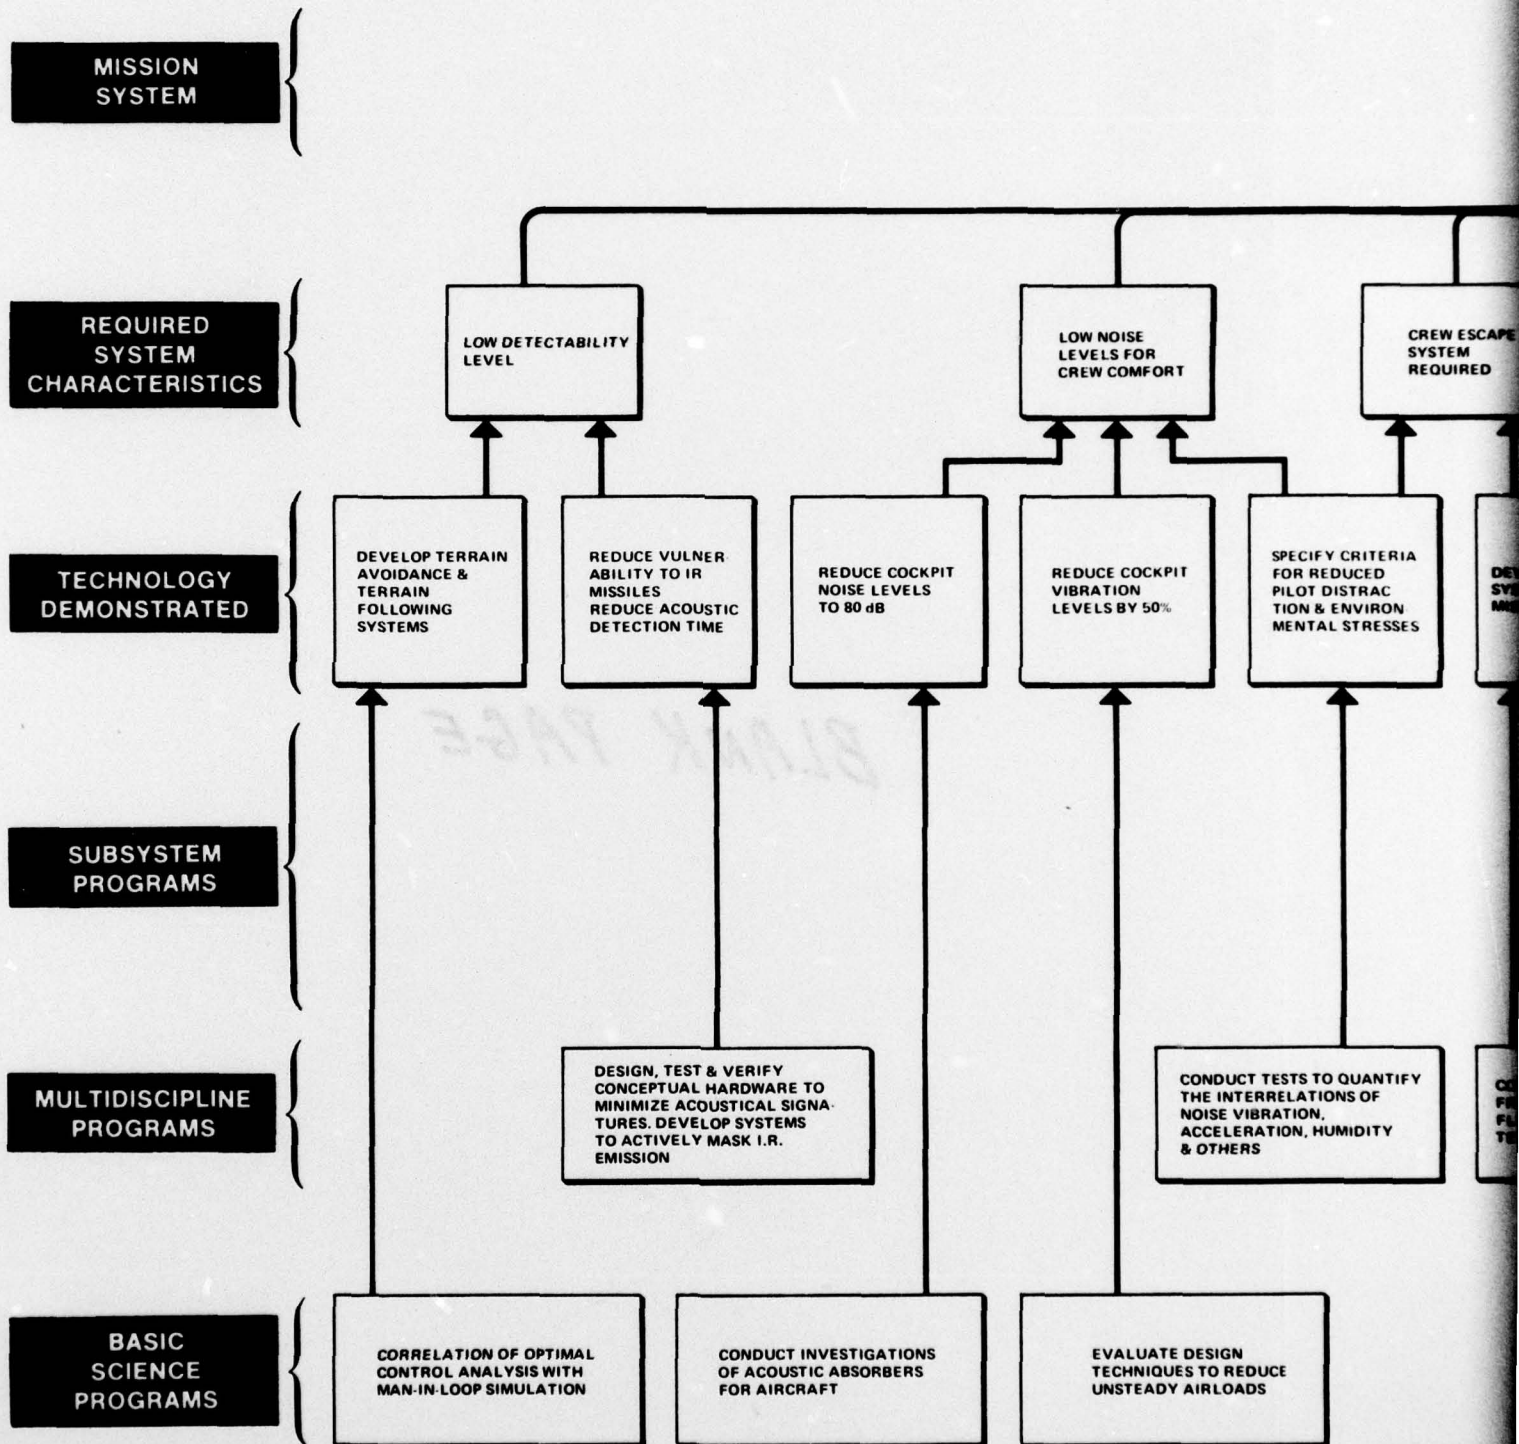 MISSION
SYSTEM
REQUIRED
SYSTEM
CHARACTERISTICS
LOW DETECTABILITY
LEVEL
LOW NOISE
LEVELS FOR
CREW COMFORT
CREW ESCAPE
SYSTEM
REQUIRED
TECHNOLOGY
DEMONSTRATED
DEVELOP TERRAIN
AVOIDANCE &
TERRAIN
FOLLOWING
SYSTEMS
REDUCE VULNER
ABILITY TO IR
MISSILES
REDUCE ACOUSTIC
DETECTION TIME
REDUCE COCKPIT
NOISE LEVELS
TO 80 dB
REDUCE COCKPIT
VIBRATION
LEVELS BY 50%
SPECIFY CRITERIA
FOR REDUCED
PILOT DISTRAC
TION & ENVIRON
MENTAL STRESSES
BLANK PAGE
SUBSYSTEM
PROGRAMS
MULTIDISCIPLINE
PROGRAMS
DESIGN, TEST & VERIFY
CONCEPTUAL HARDWARE TO
MINIMIZE ACOUSTICAL SIGNA-
TURES. DEVELOP SYSTEMS
TO ACTIVELY MASK I.R.
EMISSION
CONDUCT TESTS TO QUANTIFY
THE INTERRELATIONS OF
NOISE VIBRATION,
ACCELERATION, HUMIDITY
& OTHERS
BASIC
SCIENCE
PROGRAMS
CORRELATION OF OPTIMAL
CONTROL ANALYSIS WITH
MAN-IN-LOOP SIMULATION
CONDUCT INVESTIGATIONS
OF ACOUSTIC ABSORBERS
FOR AIRCRAFT
EVALUATE DESIGN
TECHNIQUES TO REDUCE
UNSTEADY AIRLOADS